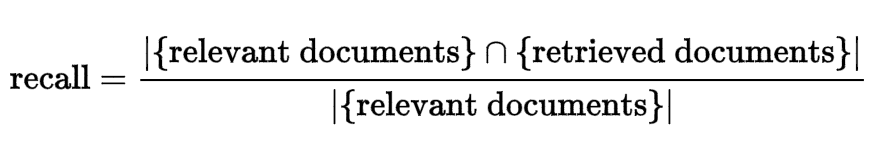 recall = |{relevant documents} ∩ {retrieved documents}|
|{relevant documents}|